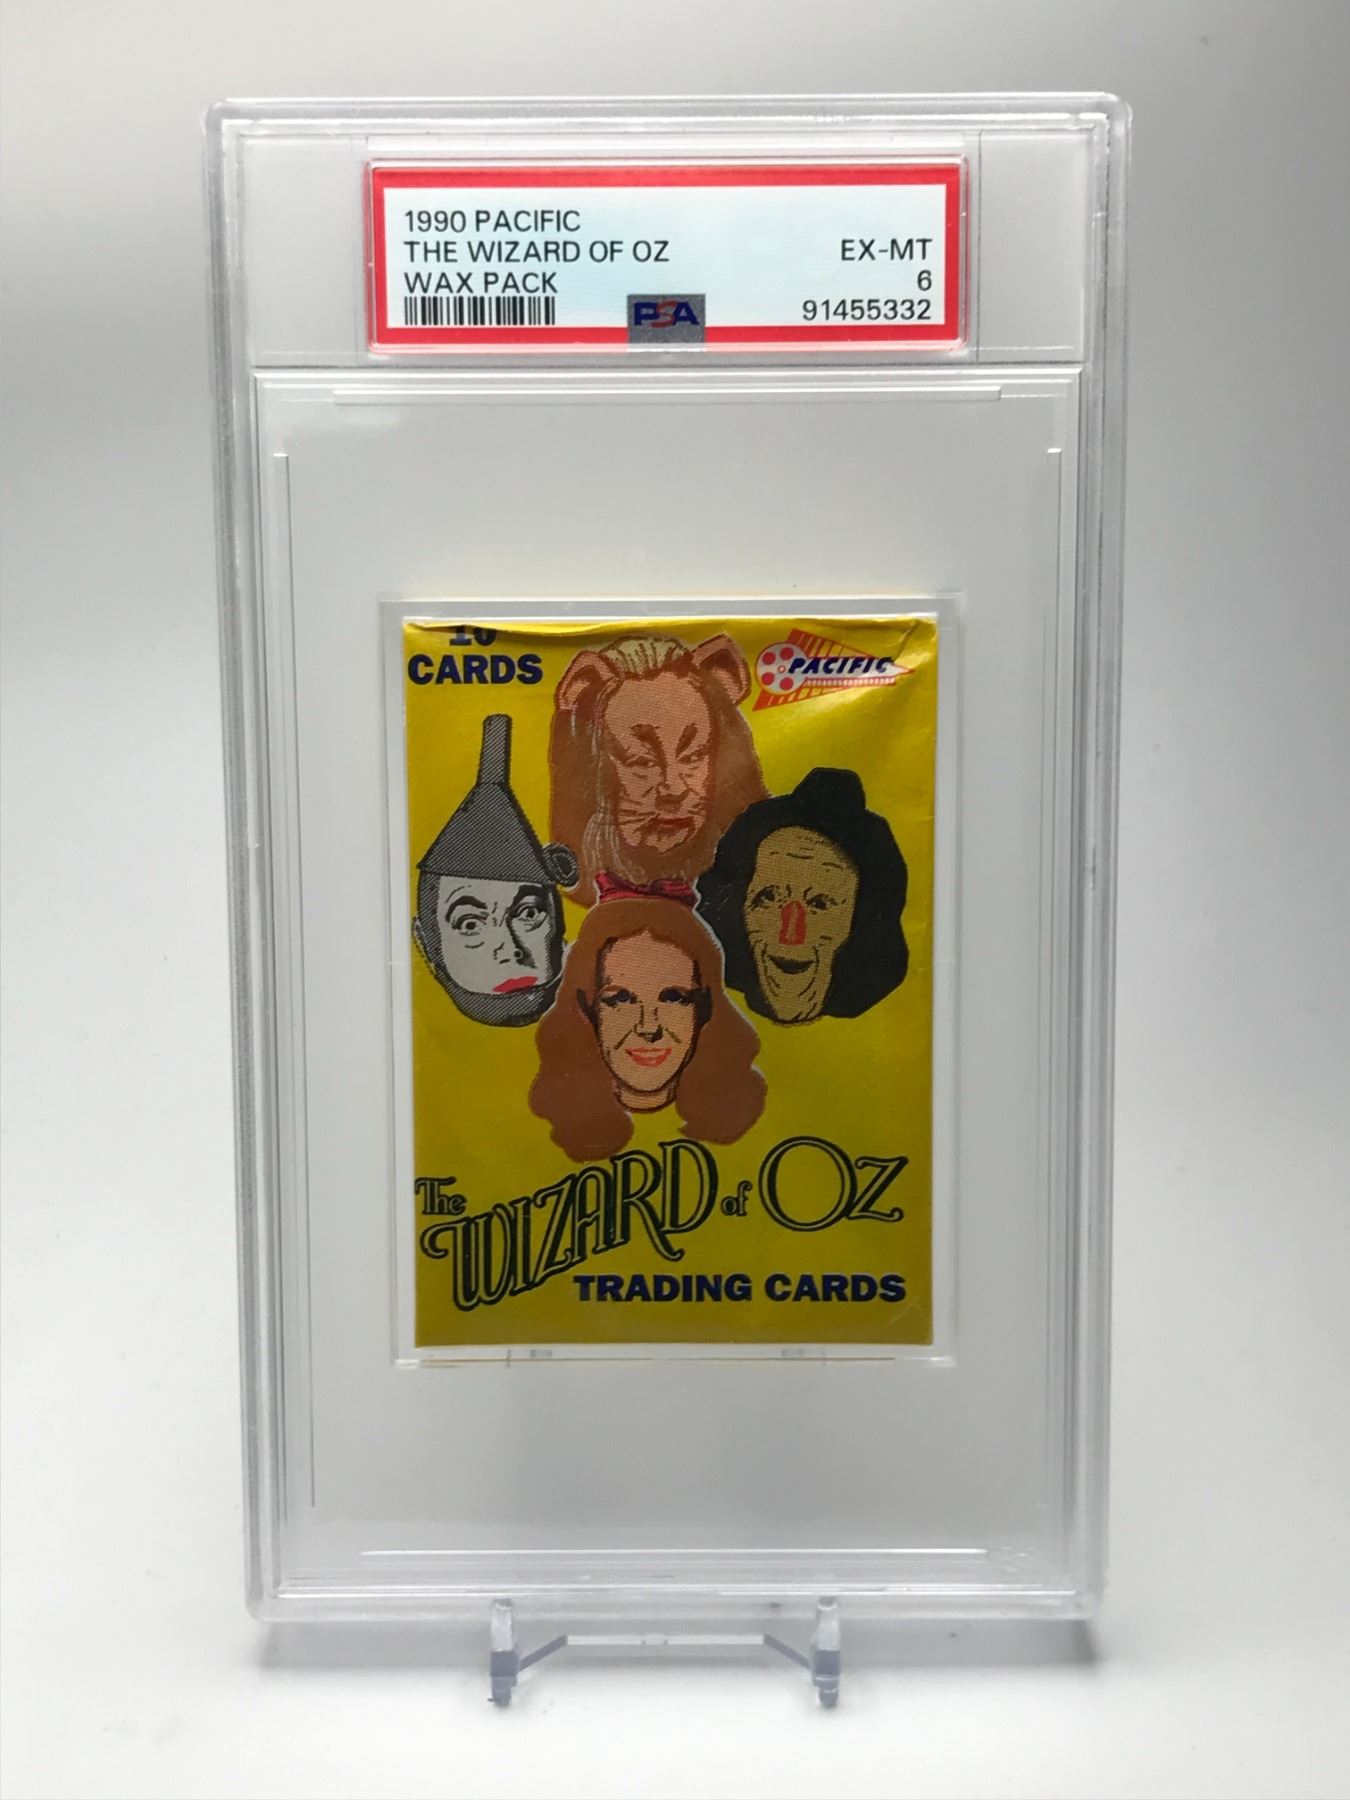 1990 PACIFIC
THE WIZARD OF OZ EX-MT
WAX PACK 6
PSA 91455332
10
CARDS
PACIFIC
The WIZARD of OZ
TRADING CARDS